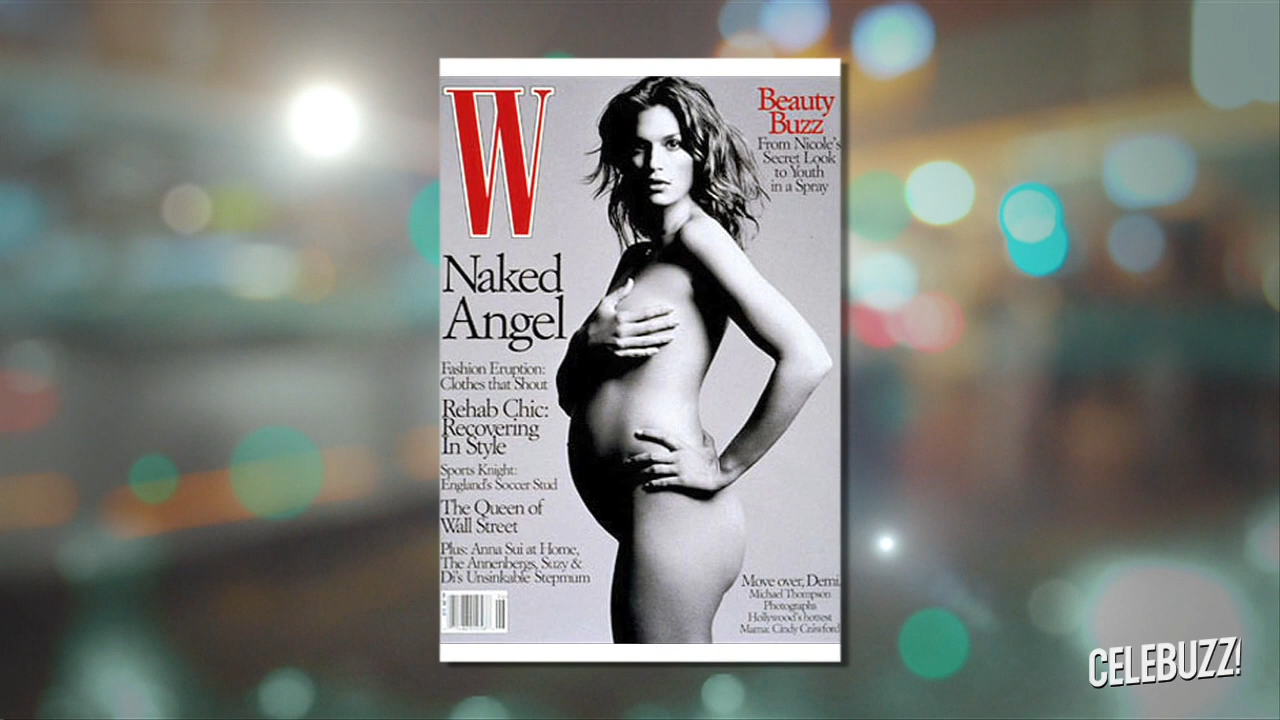 W
Beauty
Buzz
From Nicole's
Secret Look
to Youth
in a Spray
Naked
Angel
Fashion Eruption:
Clothes that Shout
Rehab Chic:
Recovering
In Style
Sports Knight:
England's Soccer Stud
The Queen of
Wall Street
Plus: Anna Sui at Home,
The Annenbergs, Suzy &
Di's Unsinkable Stepmum
Move over, Demi.
Michael Thompson
Photographs
Hollywood's hottest
Mama: Cindy Crawford
CELEBUZZ!